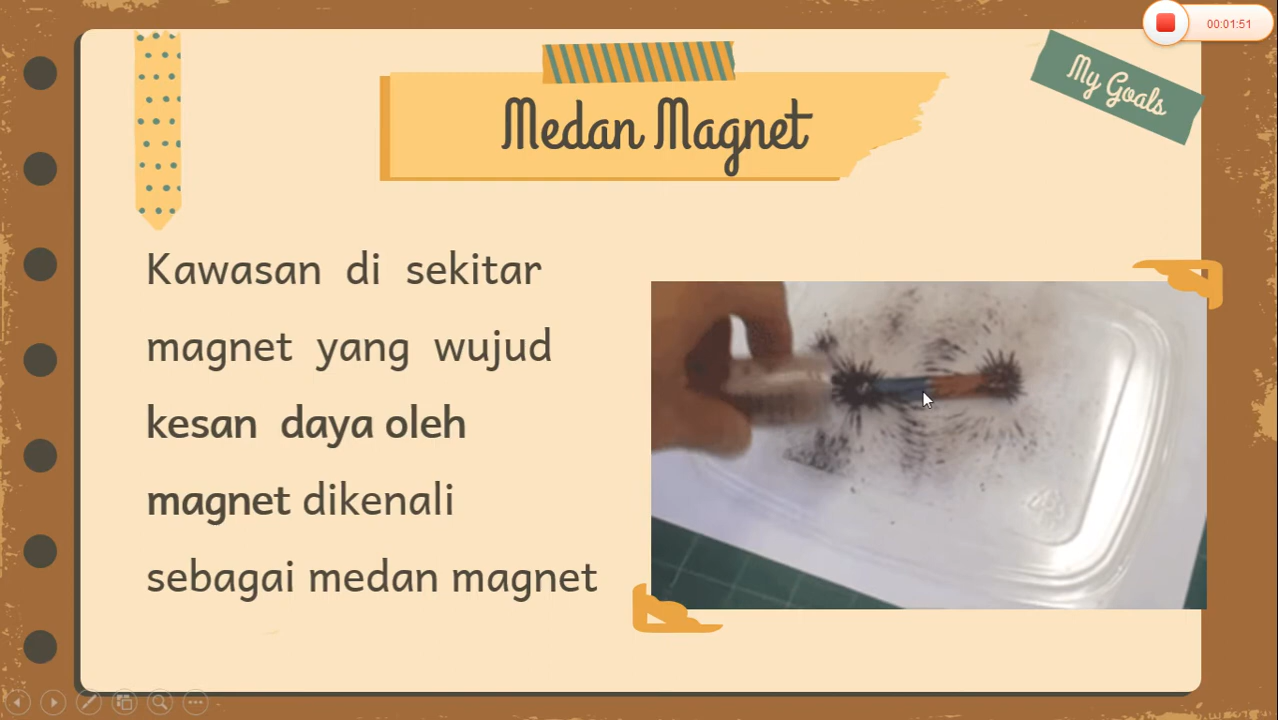 00:01:51
My Goals
Medan Magnet
Kawasan di sekitar
magnet yang wujud
kesan daya oleh
magnet dikenali
sebagai medan magnet